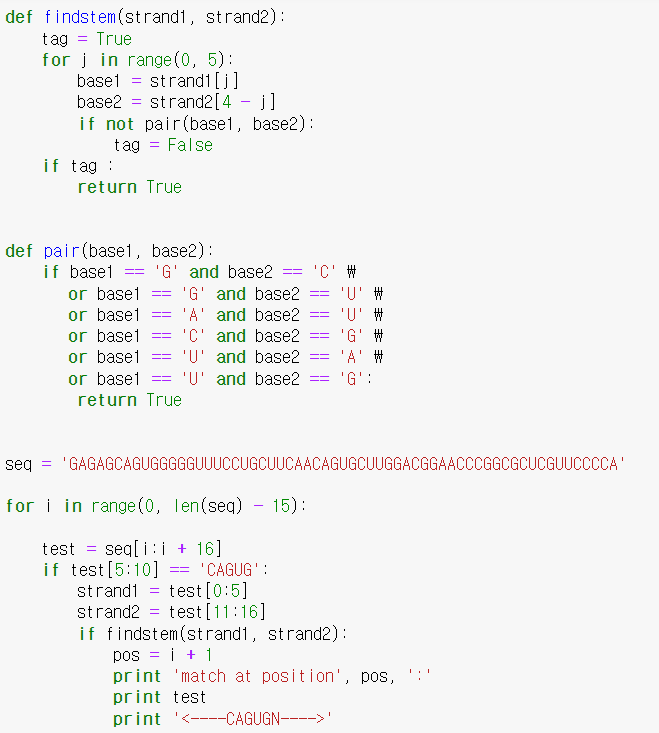 def findstem(strand1, strand2):
    tag = True
    for j in range(0, 5):
        base1 = strand1[j]
        base2 = strand2[4 - j]
        if not pair(base1, base2):
            tag = False
    if tag :
        return True
def pair(base1, base2):
    if base1 == 'G' and base2 == 'C' ₩
       or base1 == 'G' and base2 == 'U' ₩
       or base1 == 'A' and base2 == 'U' ₩
       or base1 == 'C' and base2 == 'G' ₩
       or base1 == 'U' and base2 == 'A' ₩
       or base1 == 'U' and base2 == 'G':
        return True
seq = 'GAGAGCAGUGGGGGUUUCCUGCUUCAACAGUGCUUGGACGGAACCCGGCGCUCGUUCCCCA'
for i in range(0, len(seq) - 15):
    test = seq[i:i + 16]
    if test[5:10] == 'CAGUG':
        strand1 = test[0:5]
        strand2 = test[11:16]
        if findstem(strand1, strand2):
            pos = i + 1
            print 'match at position', pos, ':'
            print test
            print '<----CAGUGN---->'